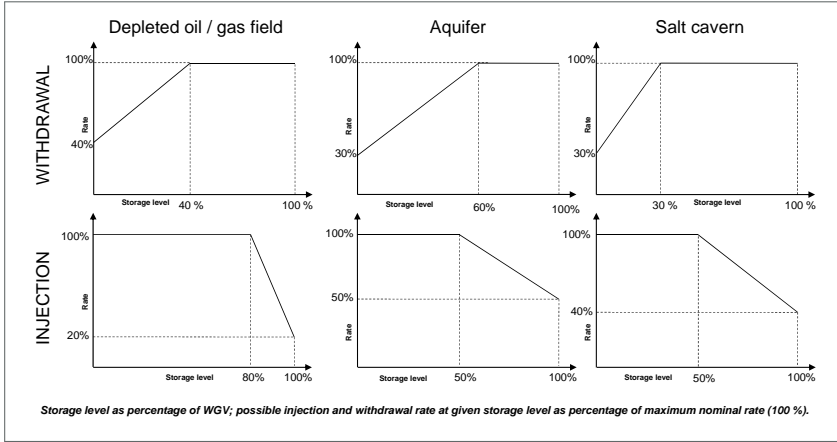 Depleted oil / gas field
Aquifer
Salt cavern
WITHDRAWAL
100%
Rate
40%
Storage level
40 %
100 %
100%
Rate
30%
Storage level
60%
100%
100%
Rate
30%
Storage level
30 %
100 %
INJECTION
100%
Rate
20%
Storage level
80%
100%
100%
Rate
50%
Storage level
50%
100%
100%
Rate
40%
Storage level
50%
100%
Storage level as percentage of WGV; possible injection and withdrawal rate at given storage level as percentage of maximum nominal rate (100 %).